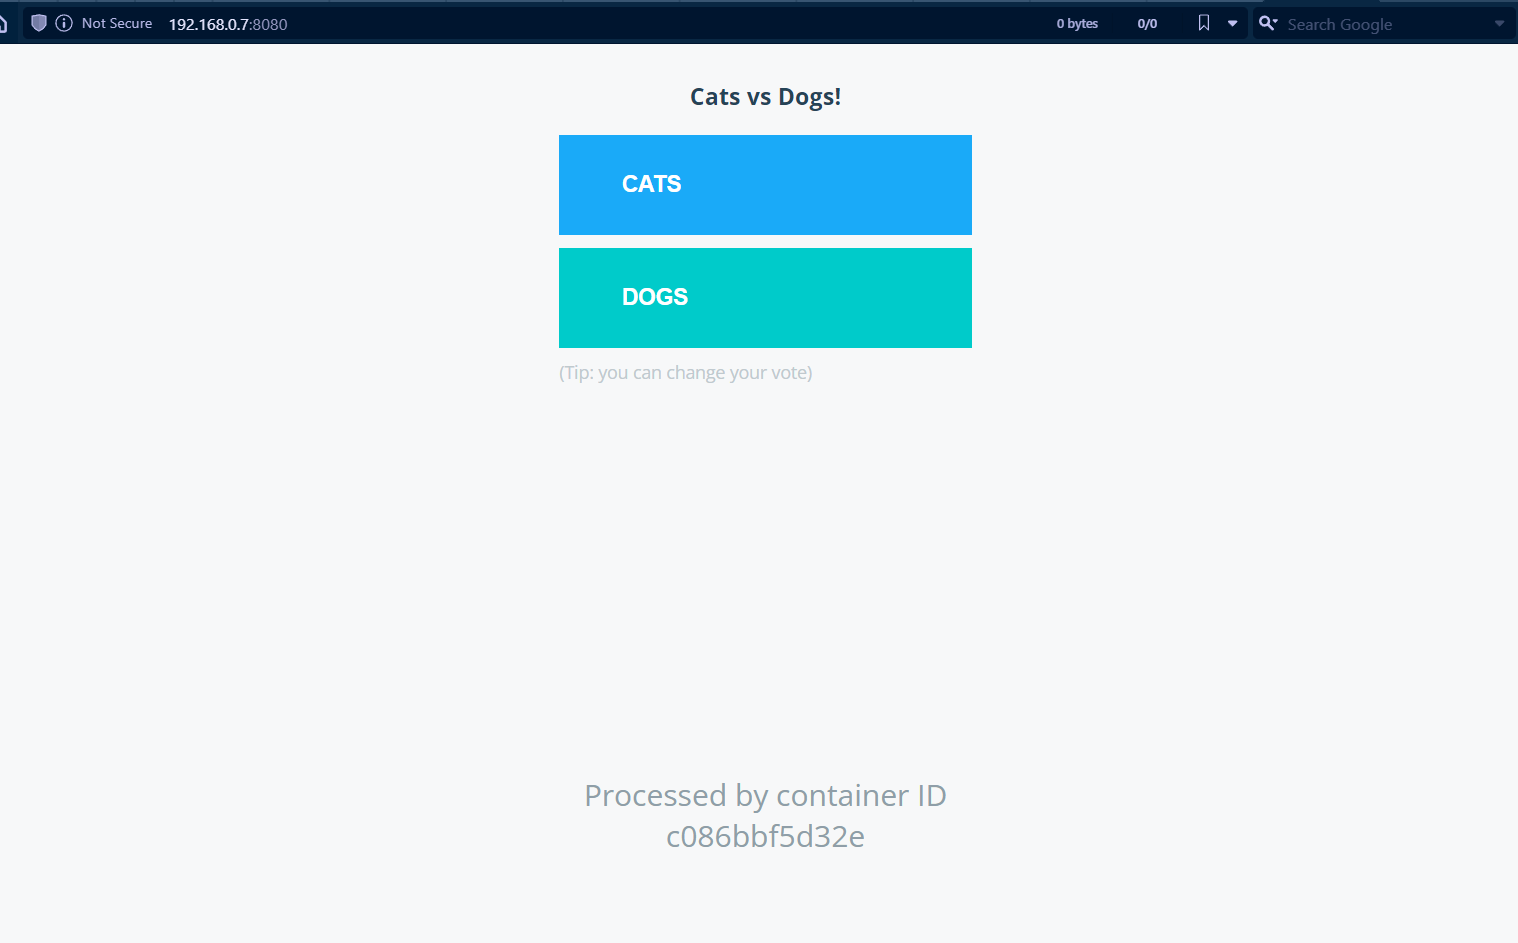 Not Secure 192.168.0.7:8080 0 bytes 0/0 Search Google
Cats vs Dogs!
CATS
DOGS
(Tip: you can change your vote)
Processed by container ID
c086bbf5d32e